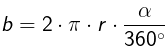 b = 2 · π · r · α/360°